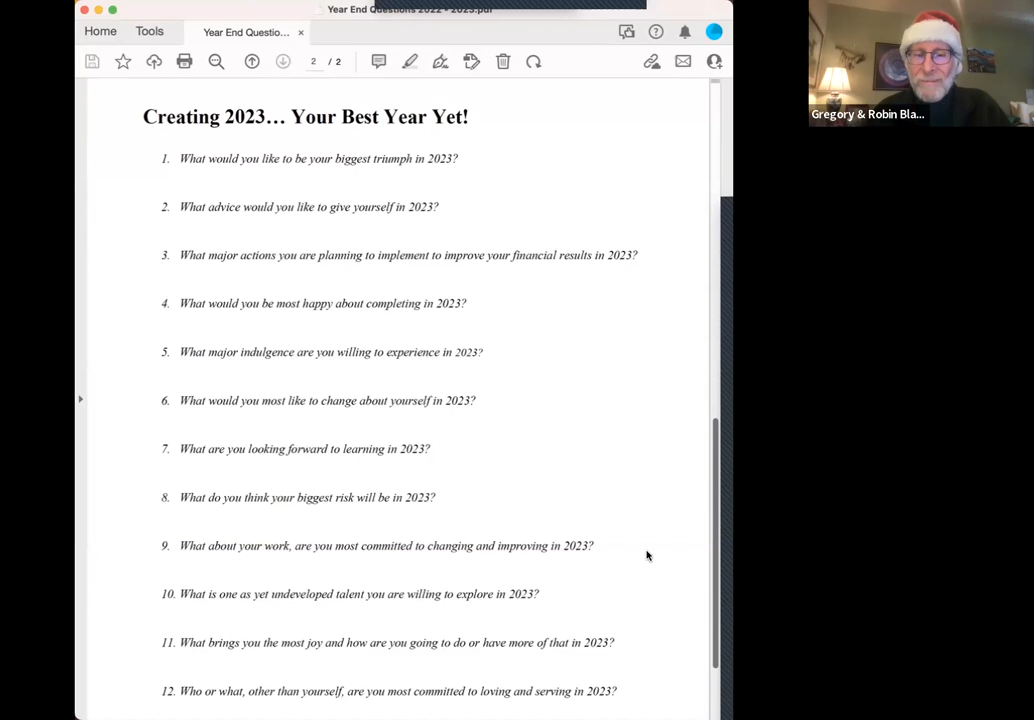 Year End Questions 2022 - 2023.pdf
Home
Tools
Year End Questio... ×
2 / 2
Creating 2023… Your Best Year Yet!
1. What would you like to be your biggest triumph in 2023?
2. What advice would you like to give yourself in 2023?
3. What major actions you are planning to implement to improve your financial results in 2023?
4. What would you be most happy about completing in 2023?
5. What major indulgence are you willing to experience in 2023?
6. What would you most like to change about yourself in 2023?
7. What are you looking forward to learning in 2023?
8. What do you think your biggest risk will be in 2023?
9. What about your work, are you most committed to changing and improving in 2023?
10. What is one as yet undeveloped talent you are willing to explore in 2023?
11. What brings you the most joy and how are you going to do or have more of that in 2023?
12. Who or what, other than yourself, are you most committed to loving and serving in 2023?
Gregory & Robin Bla...